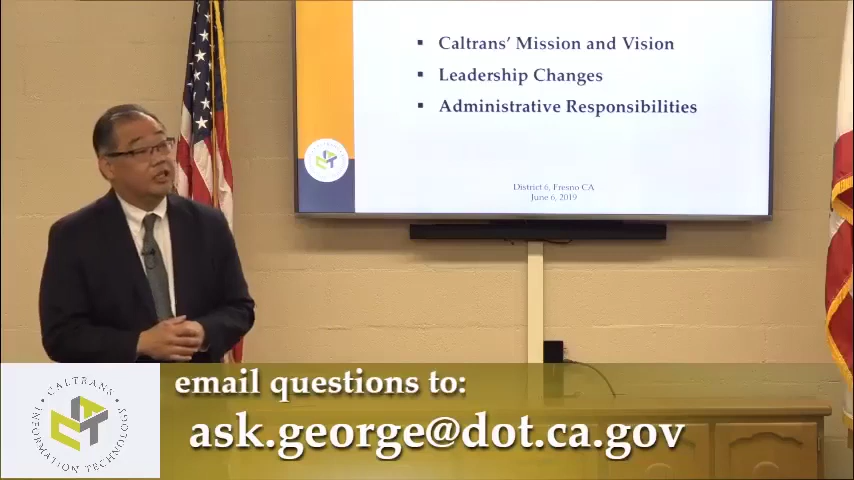 ▪ Caltrans' Mission and Vision
▪ Leadership Changes
▪ Administrative Responsibilities
District 6, Fresno CA
June 6, 2019
email questions to:
ask.george@dot.ca.gov
CALTRANS
INFORMATION TECHNOLOGY
CIT